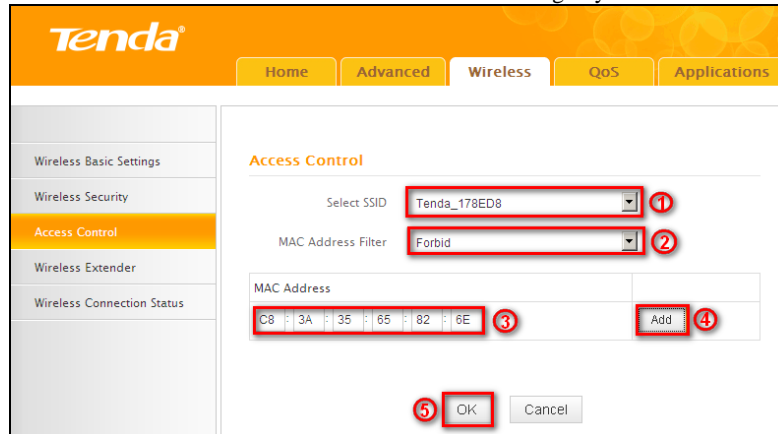 Tenda®
Home Advanced Wireless QoS Applications
Wireless Basic Settings
Wireless Security
Access Control
Wireless Extender
Wireless Connection Status
Access Control
Select SSID Tenda_178ED8 1
MAC Address Filter Forbid 2
MAC Address
C8 : 3A : 35 : 65 : 82 : 6E 3 Add 4
5 OK Cancel